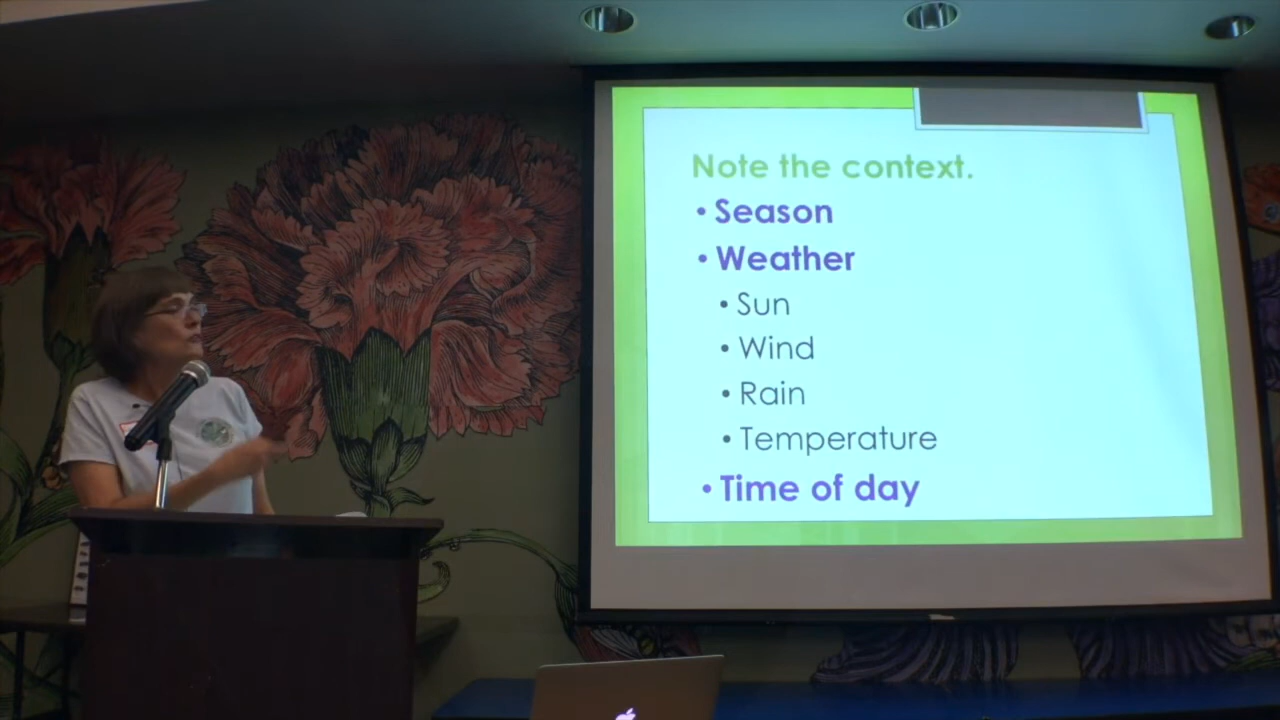 Note the context.
• Season
• Weather
• Sun
• Wind
• Rain
• Temperature
• Time of day